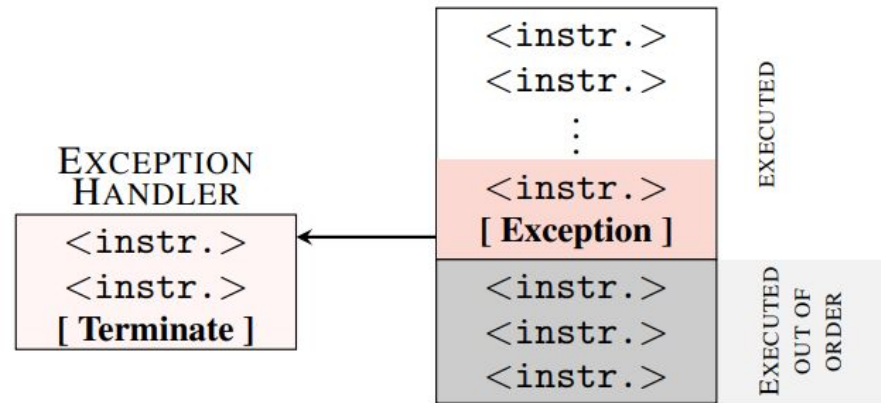 <instr.>
<instr.>
⋮
<instr.>
[ Exception ]
<instr.>
<instr.>
<instr.>
EXECUTED
EXECUTED
OUT OF
ORDER
EXCEPTION
HANDLER
<instr.>
<instr.>
[ Terminate ]